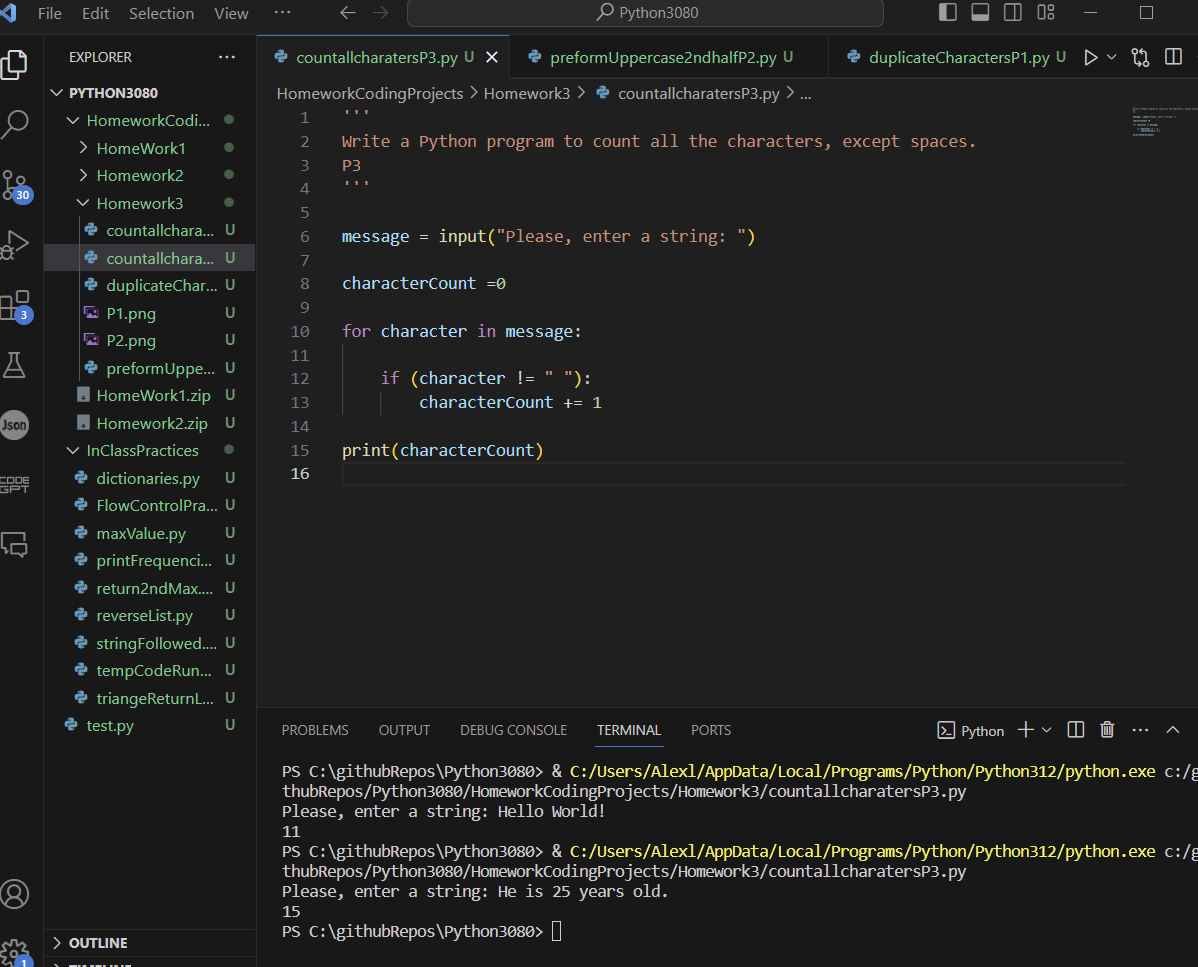 File Edit Selection View ··· Python3080
EXPLORER ···
PYTHON3080
HomeworkCodi...
HomeWork1
Homework2
Homework3
countallchara... U
countallchara... U
duplicateChar... U
P1.png U
P2.png U
preformUppe... U
HomeWork1.zip U
Homework2.zip U
InClassPractices
dictionaries.py U
FlowControlPra... U
maxValue.py U
printFrequenci... U
return2ndMax.... U
reverseList.py U
stringFollowed.... U
tempCodeRun... U
triangeReturnL... U
test.py U
OUTLINE
TIMELINE
30
3
Json
CODE
GPT
1
countallcharatersP3.py U preformUppercase2ndhalfP2.py U duplicateCharactersP1.py U
HomeworkCodingProjects > Homework3 > countallcharatersP3.py > ...
1 '''
2 Write a Python program to count all the characters, except spaces.
3 P3
4 '''
5
6 message = input("Please, enter a string: ")
7
8 characterCount =0
9
10 for character in message:
11
12 if (character != " "):
13 characterCount += 1
14
15 print(characterCount)
16
PROBLEMS OUTPUT DEBUG CONSOLE TERMINAL PORTS Python
PS C:\githubRepos\Python3080> & C:/Users/Alexl/AppData/Local/Programs/Python/Python312/python.exe c:/g
thubRepos/Python3080/HomeworkCodingProjects/Homework3/countallcharatersP3.py
Please, enter a string: Hello World!
11
PS C:\githubRepos\Python3080> & C:/Users/Alexl/AppData/Local/Programs/Python/Python312/python.exe c:/g
thubRepos/Python3080/HomeworkCodingProjects/Homework3/countallcharatersP3.py
Please, enter a string: He is 25 years old.
15
PS C:\githubRepos\Python3080>